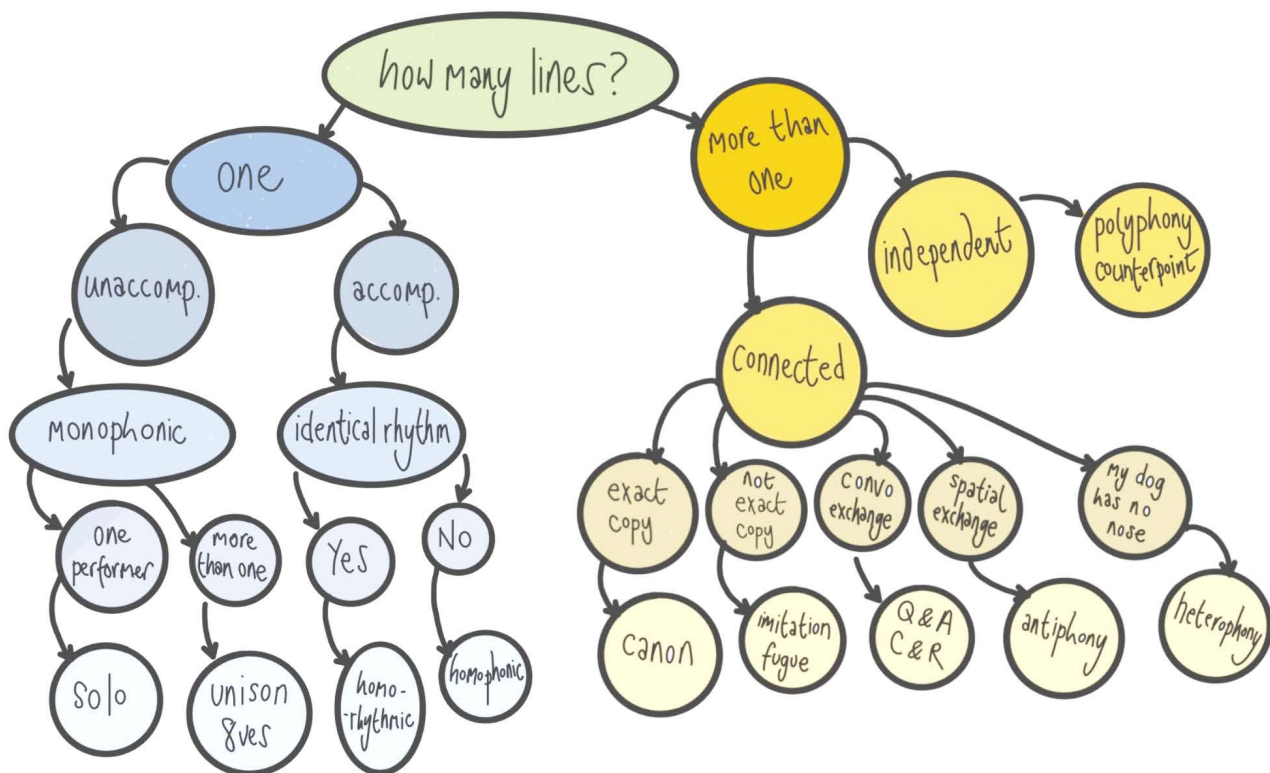 how many lines?
one
more than
one
unaccomp.
accomp.
independent
polyphony
counterpoint
monophonic
identical rhythm
connected
one
performer
more
than one
Yes
No
exact
copy
not
exact
copy
convo
exchange
spatial
exchange
my dog
has no
nose
solo
unison
8ves
homo-
-rhythmic
homophonic
canon
imitation
fugue
Q & A
C & R
antiphony
heterophony